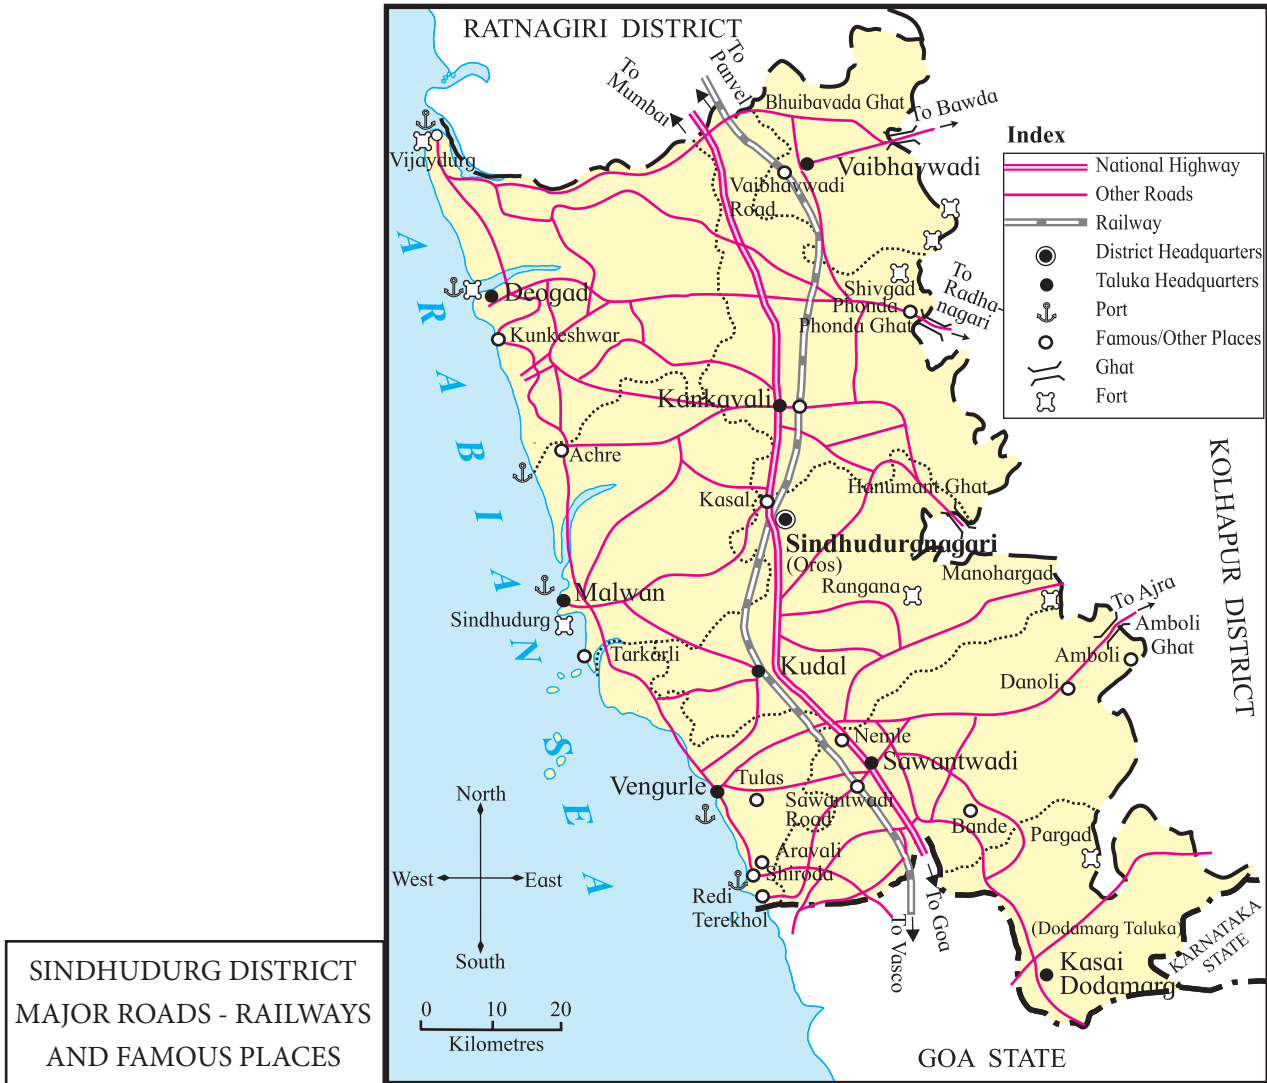 RATNAGIRI DISTRICT
To
Panvel
To
Mumbai
Bhuibavada Ghat
To Bawda
Vijaydurg
Vaibhavwadi
Vaibhavwadi
Road
Index
National Highway
Other Roads
Railway
District Headquarters
Taluka Headquarters
Port
Famous/Other Places
Ghat
Fort
To
Radha-
nagari
Shivgad
Phonda
Phonda Ghat
Deogad
Kunkeshwar
Kankavali
Achre
Kasal
Hanumant Ghat
Sindhudurgnagari
(Oros)
Rangana
Manohargad
KOLHAPUR DISTRICT
To Ajra
Amboli
Ghat
Amboli
Danoli
Malwan
Sindhudurg
Tarkarli
Kudal
Nemle
Sawantwadi
Vengurle
Tulas
Sawantwadi
Road
Bande
Pargad
Aravali
Shiroda
Redi
Terekhol
To Vasco
To Goa
(Dodamarg Taluka)
KARNATAKA
STATE
Kasai
Dodamarg
ARABIAN SEA
North
West
East
South
0 10 20
Kilometres
GOA STATE
SINDHUDURG DISTRICT
MAJOR ROADS - RAILWAYS
AND FAMOUS PLACES